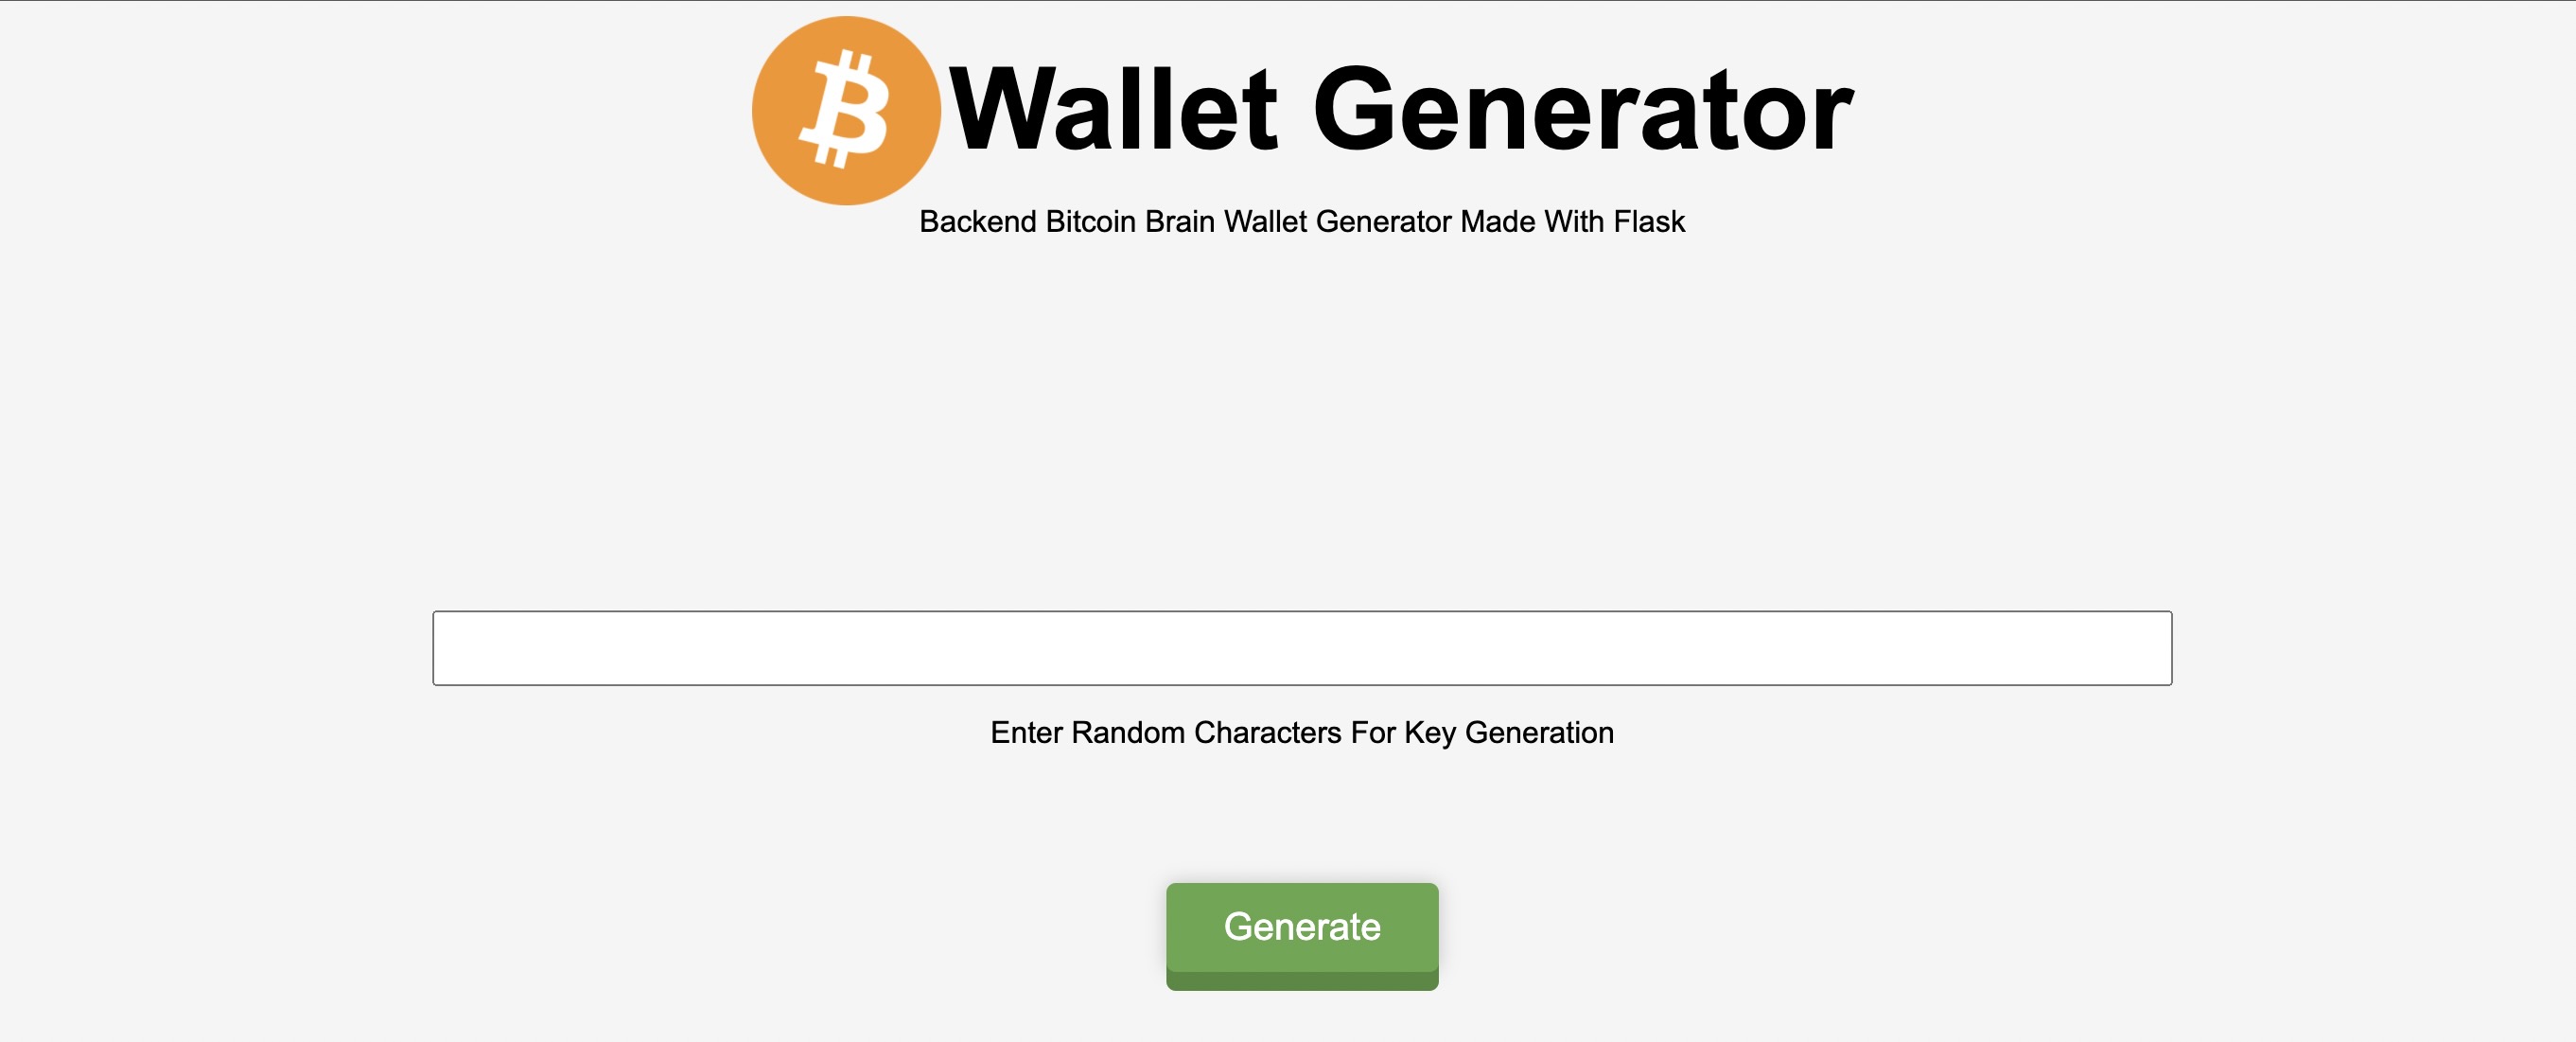 Wallet Generator
Backend Bitcoin Brain Wallet Generator Made With Flask
Enter Random Characters For Key Generation
Generate